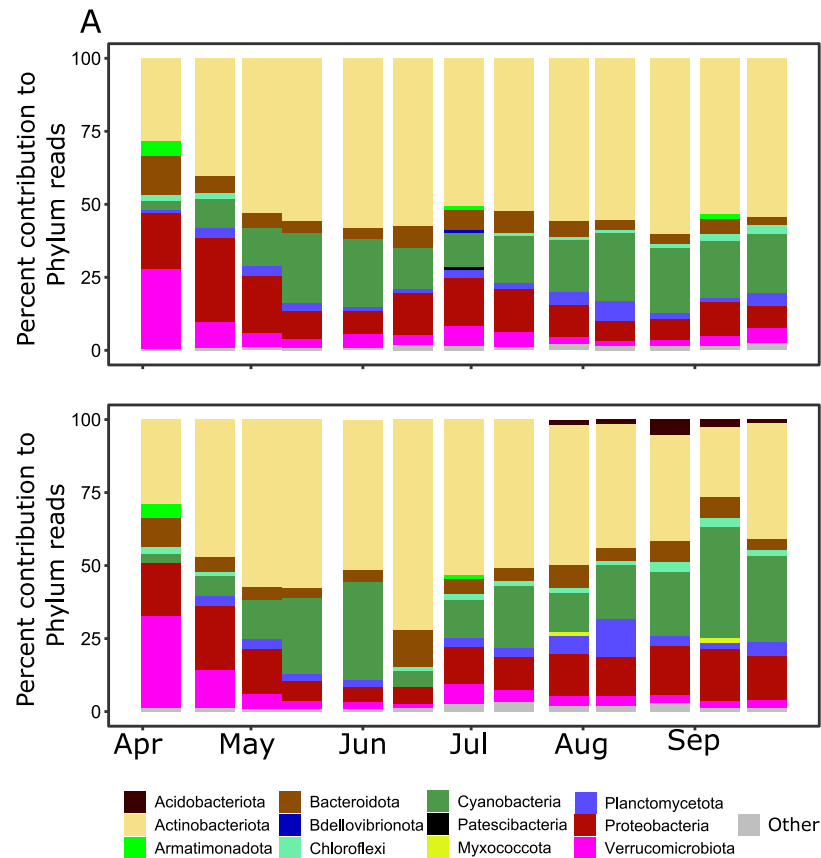 A
Percent contribution to
Phylum reads
100
75
50
25
0
Percent contribution to
Phylum reads
100
75
50
25
0
Apr May Jun Jul Aug Sep
Acidobacteriota Bacteroidota Cyanobacteria Planctomycetota
Actinobacteriota Bdellovibrionota Patescibacteria Proteobacteria Other
Armatimonadota Chloroflexi Myxococcota Verrucomicrobiota